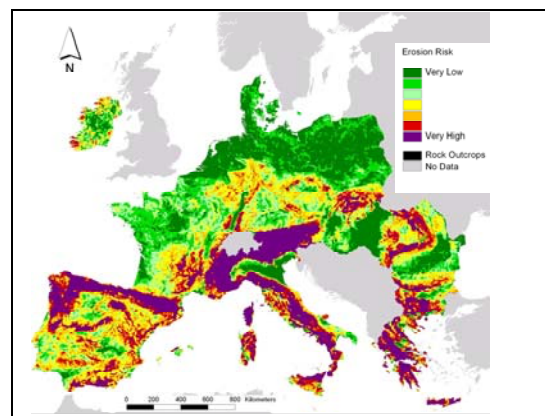 N
Erosion Risk
Very Low
Very High
Rock Outcrops
No Data
0 200 400 600 800 Kilometers